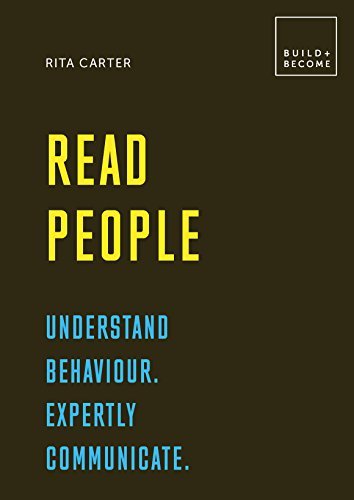 BUILD+
BECOME
RITA CARTER
READ
PEOPLE
UNDERSTAND
BEHAVIOUR.
EXPERTLY
COMMUNICATE.